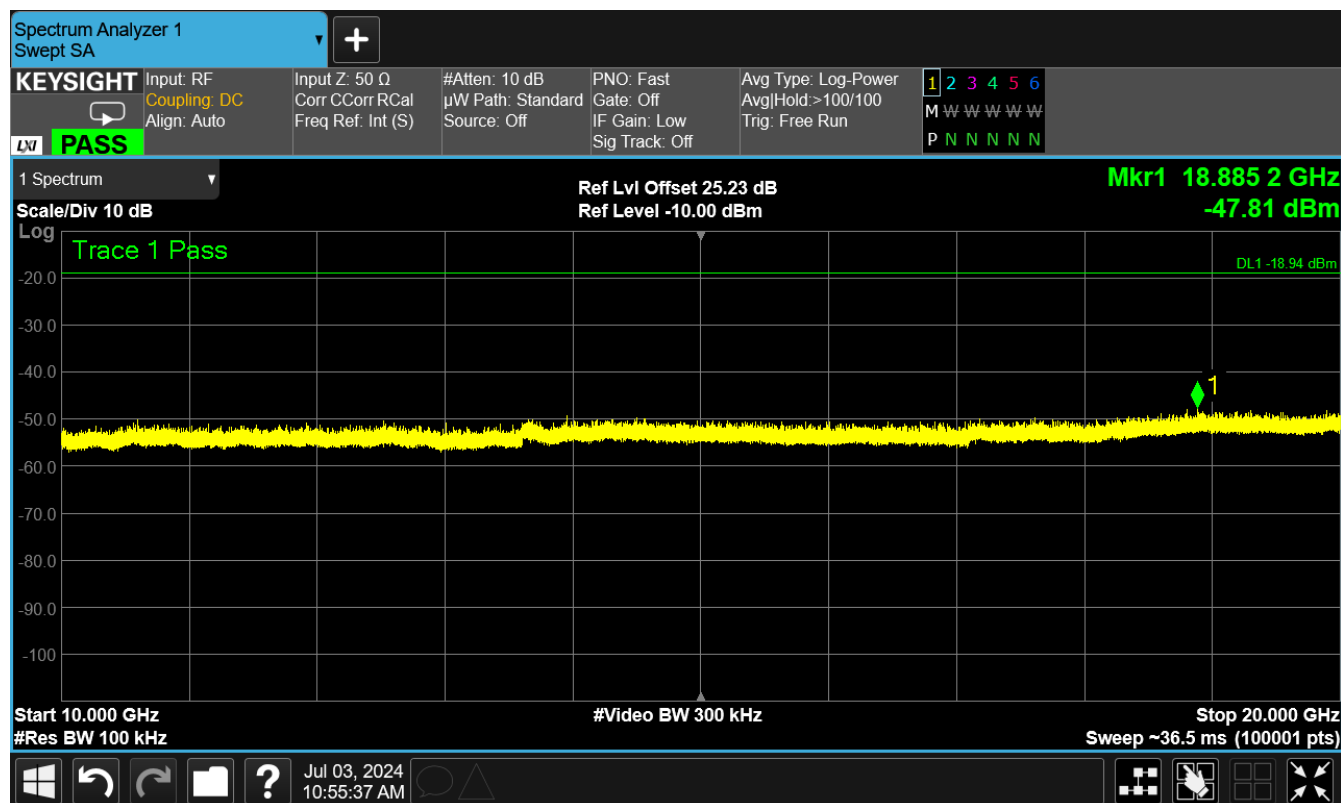 Spectrum Analyzer 1
Swept SA
+
KEYSIGHT
LXI PASS
Input: RF
Coupling: DC
Align: Auto
Input Z: 50 Ω
Corr CCorr RCal
Freq Ref: Int (S)
#Atten: 10 dB
µW Path: Standard
Source: Off
PNO: Fast
Gate: Off
IF Gain: Low
Sig Track: Off
Avg Type: Log-Power
Avg|Hold:>100/100
Trig: Free Run
1 2 3 4 5 6
M W W W W W
P N N N N N
1 Spectrum
Scale/Div 10 dB
Ref Lvl Offset 25.23 dB
Ref Level -10.00 dBm
Mkr1 18.885 2 GHz
-47.81 dBm
Log
Trace 1 Pass
DL1 -18.94 dBm
-20.0
-30.0
-40.0
1
-50.0
-60.0
-70.0
-80.0
-90.0
-100
Start 10.000 GHz
#Video BW 300 kHz
Stop 20.000 GHz
#Res BW 100 kHz
Sweep ~36.5 ms (100001 pts)
?
Jul 03, 2024
10:55:37 AM